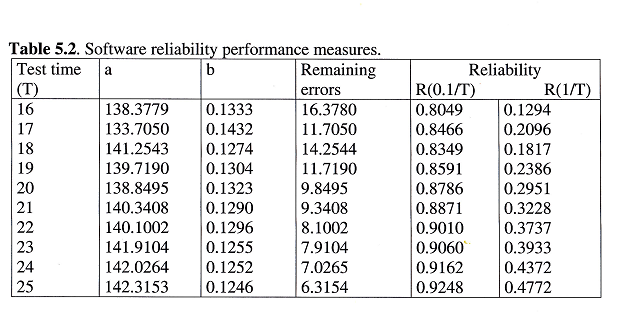 Table 5.2. Software reliability performance measures.
Test time a b Remaining Reliability
(T) errors R(0.1/T) R(1/T)
16 138.3779 0.1333 16.3780 0.8049 0.1294
17 133.7050 0.1432 11.7050 0.8466 0.2096
18 141.2543 0.1274 14.2544 0.8349 0.1817
19 139.7190 0.1304 11.7190 0.8591 0.2386
20 138.8495 0.1323 9.8495 0.8786 0.2951
21 140.3408 0.1290 9.3408 0.8871 0.3228
22 140.1002 0.1296 8.1002 0.9010 0.3737
23 141.9104 0.1255 7.9104 0.9060 0.3933
24 142.0264 0.1252 7.0265 0.9162 0.4372
25 142.3153 0.1246 6.3154 0.9248 0.4772